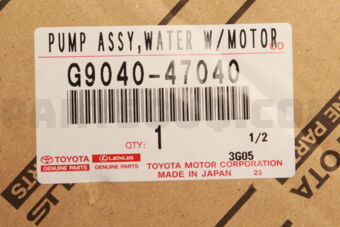 PUMP ASSY,WATER W/MOTOR
OD
G9040-47040
QTY: 1 1/2
TOYOTA LEXUS 3G05
GENUINE PARTS GENUINE PARTS TOYOTA MOTOR CORPORATION
MADE IN JAPAN 23